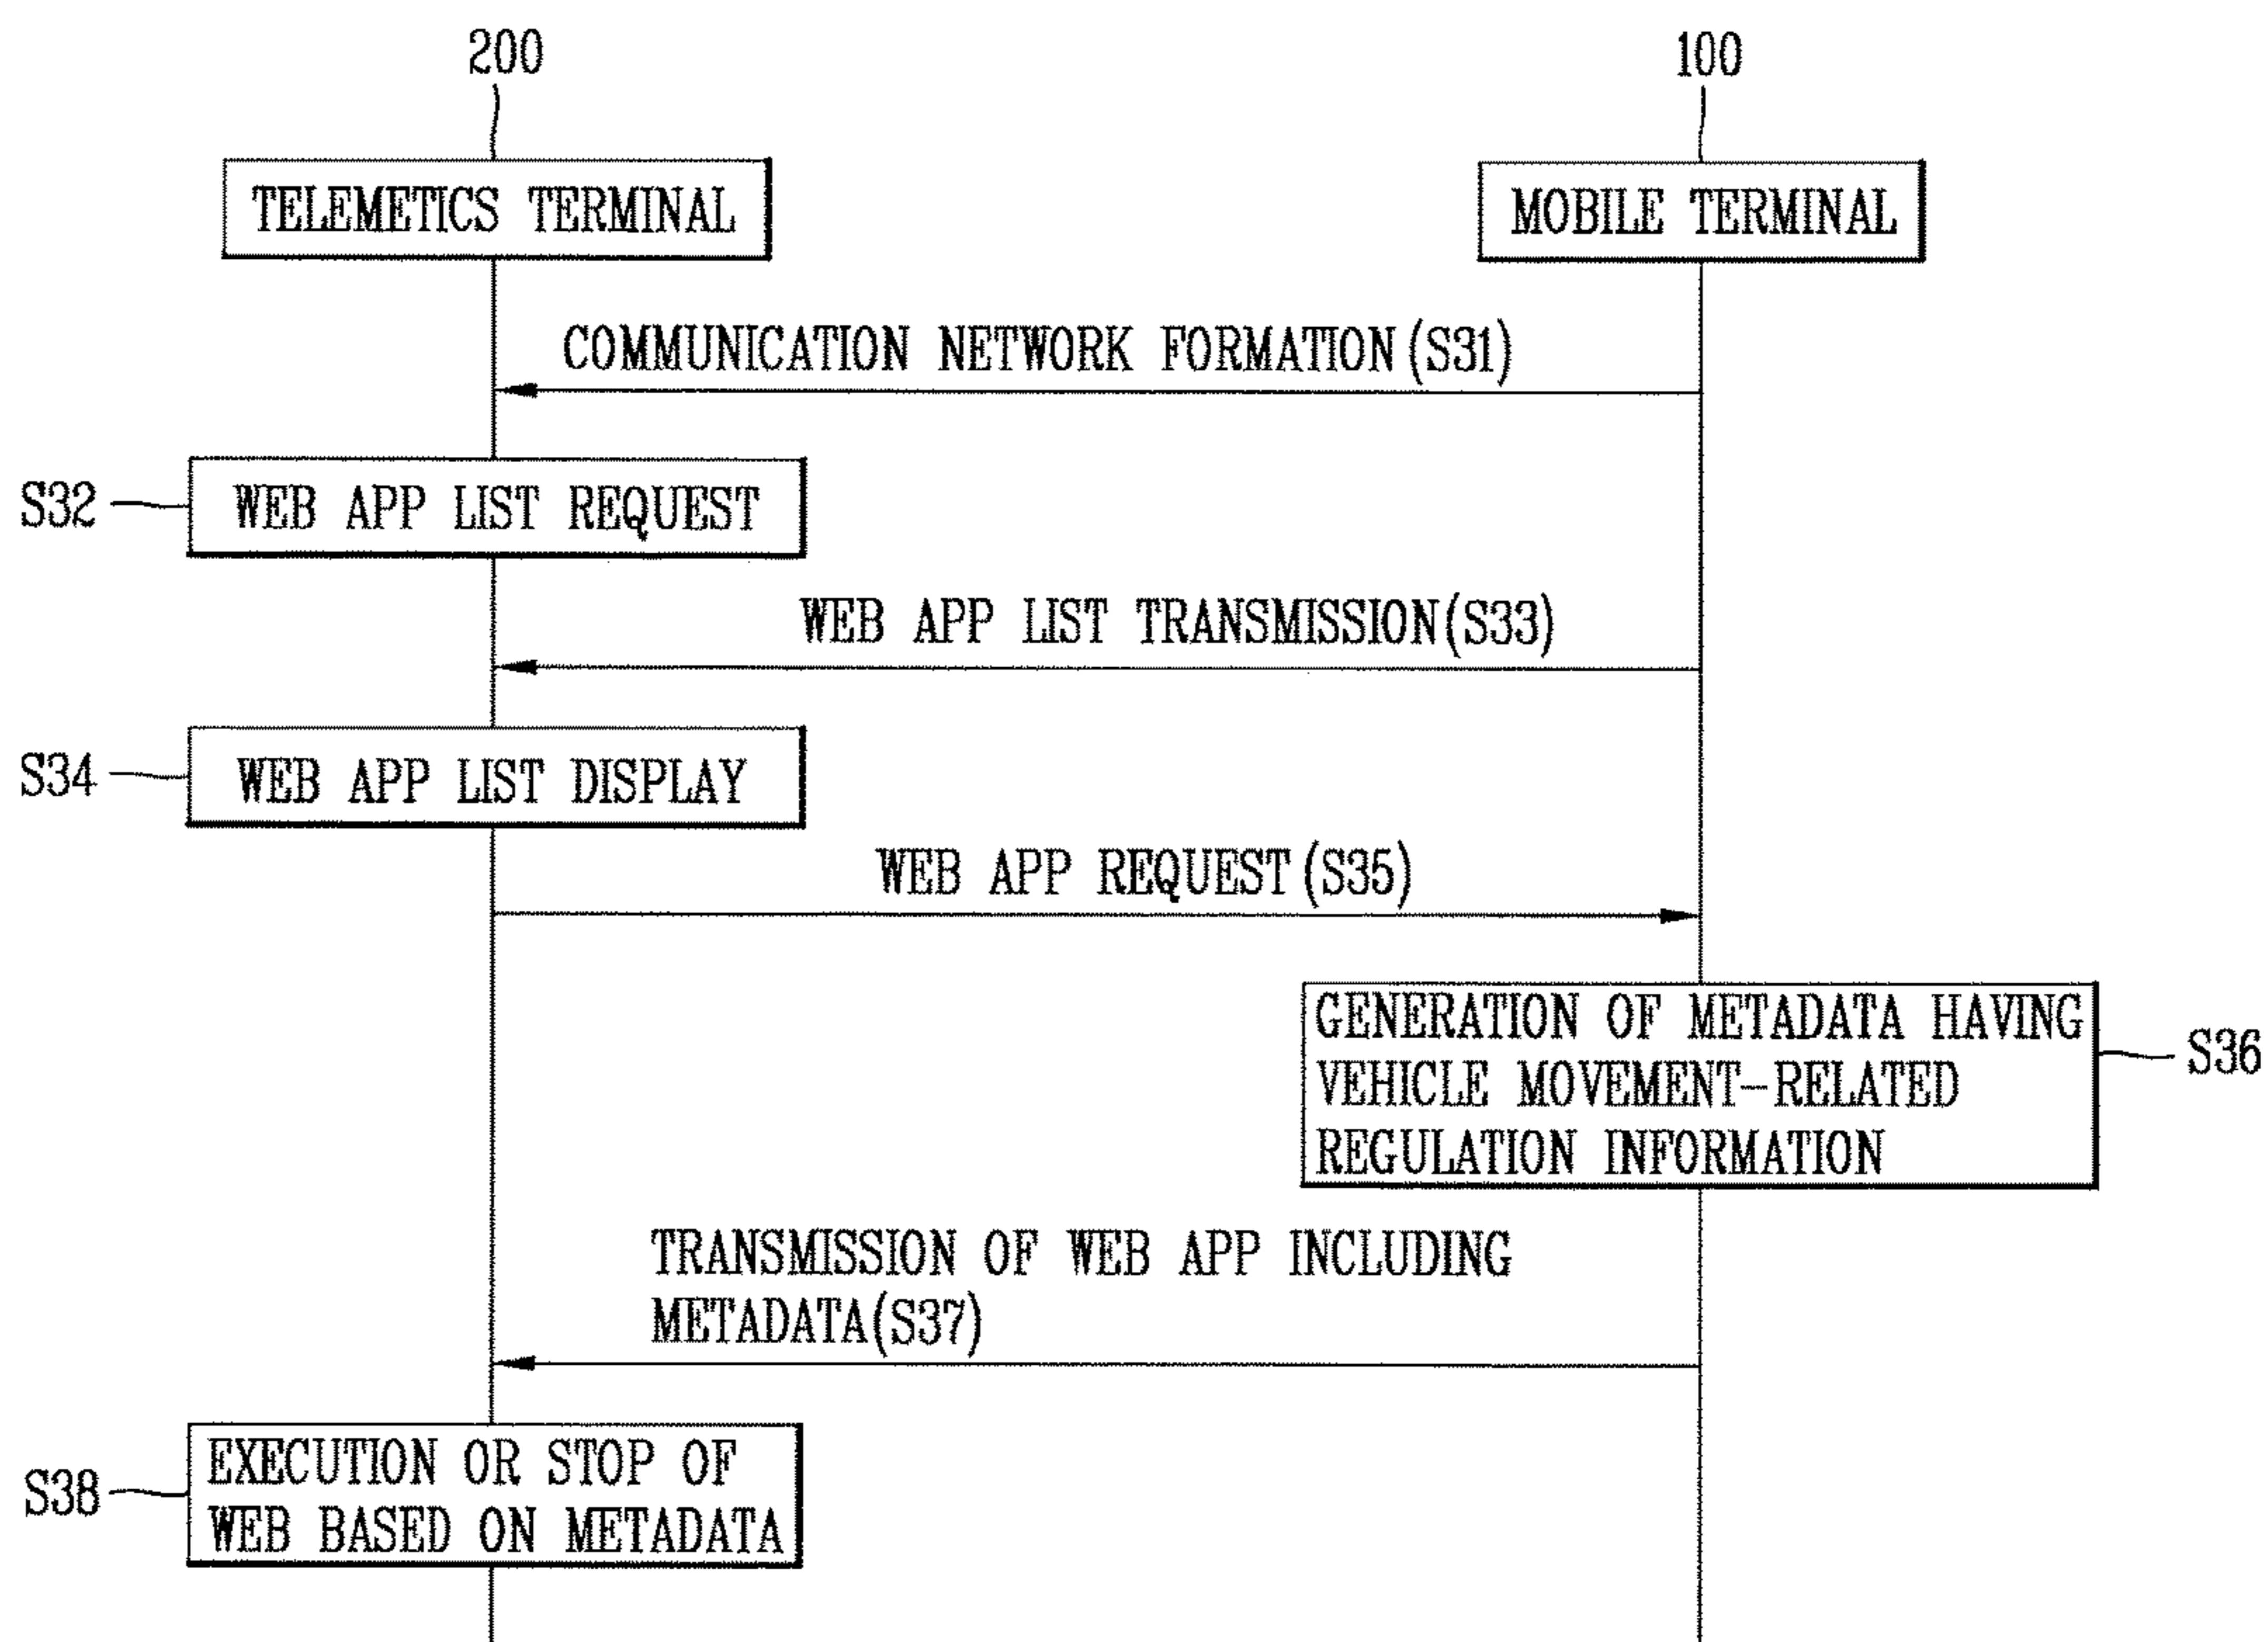 200
100
TELEMETICS TERMINAL
MOBILE TERMINAL
COMMUNICATION NETWORK FORMATION(S31)
S32
WEB APP LIST REQUEST
WEB APP LIST TRANSMISSION(S33)
S34
WEB APP LIST DISPLAY
WEB APP REQUEST(S35)
GENERATION OF METADATA HAVING
VEHICLE MOVEMENT-RELATED
REGULATION INFORMATION
S36
TRANSMISSION OF WEB APP INCLUDING
METADATA(S37)
S38
EXECUTION OR STOP OF
WEB BASED ON METADATA